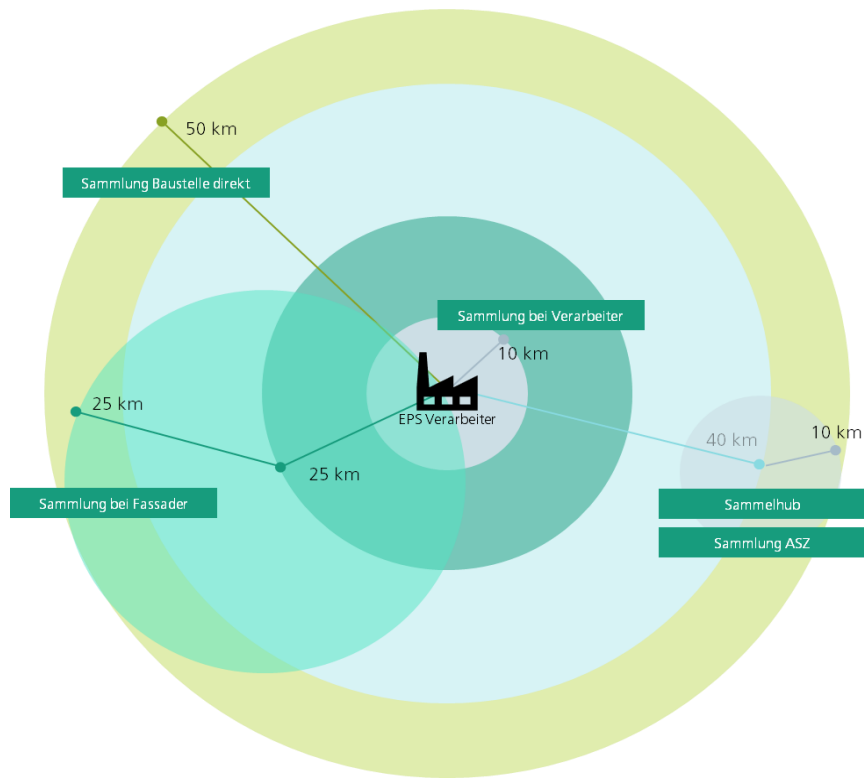 50 km
Sammlung Baustelle direkt
Sammlung bei Verarbeiter
10 km
EPS Verarbeiter
25 km
25 km
Sammlung bei Fassader
40 km
10 km
Sammelhub
Sammlung ASZ